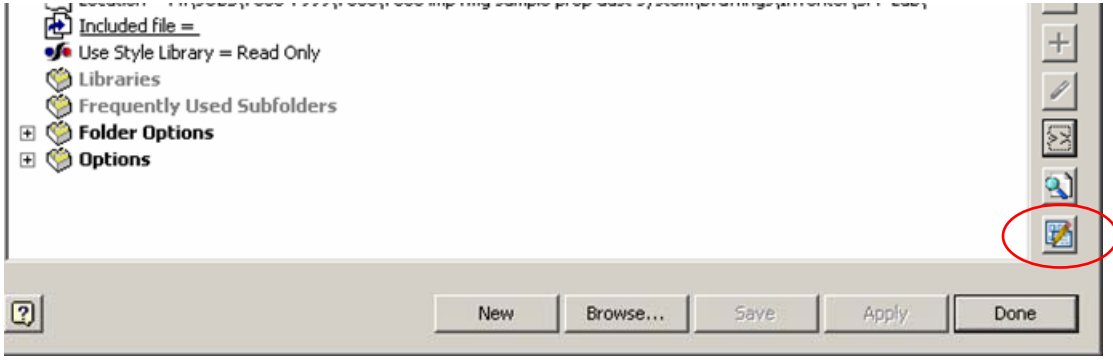 Included file =
Use Style Library = Read Only
Libraries
Frequently Used Subfolders
Folder Options
Options
New
Browse...
Save
Apply
Done